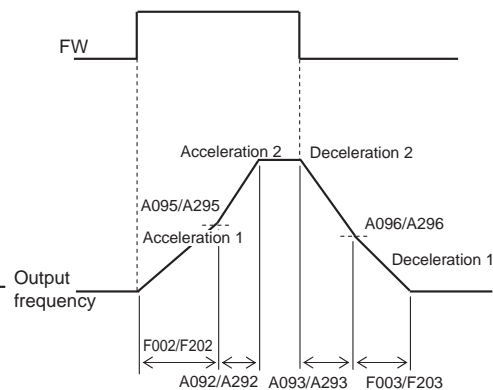 FW
Acceleration 2
Deceleration 2
A095/A295
A096/A296
Acceleration 1
Deceleration 1
Output
frequency
F002/F202
A092/A292
A093/A293
F003/F203